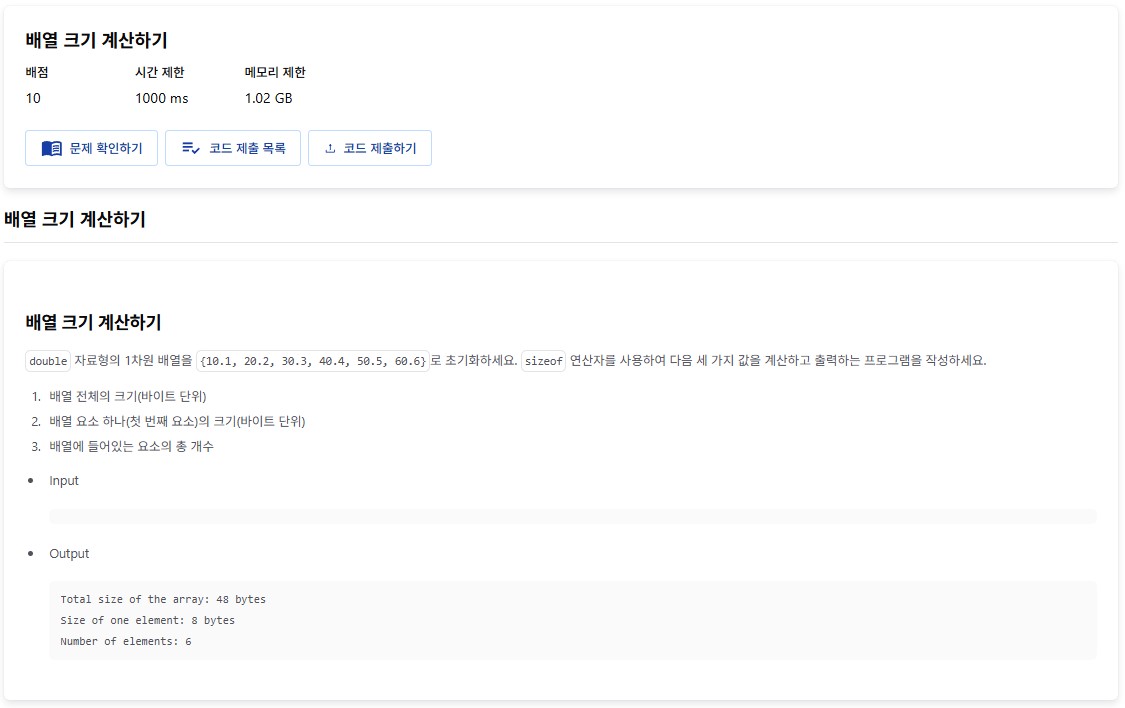 배열 크기 계산하기
배점 시간 제한 메모리 제한
10 1000 ms 1.02 GB
문제 확인하기 코드 제출 목록 코드 제출하기
배열 크기 계산하기
배열 크기 계산하기
double 자료형의 1차원 배열을 {10.1, 20.2, 30.3, 40.4, 50.5, 60.6}로 초기화하세요. sizeof 연산자를 사용하여 다음 세 가지 값을 계산하고 출력하는 프로그램을 작성하세요.
1. 배열 전체의 크기(바이트 단위)
2. 배열 요소 하나(첫 번째 요소)의 크기(바이트 단위)
3. 배열에 들어있는 요소의 총 개수
• Input
• Output
Total size of the array: 48 bytes
Size of one element: 8 bytes
Number of elements: 6